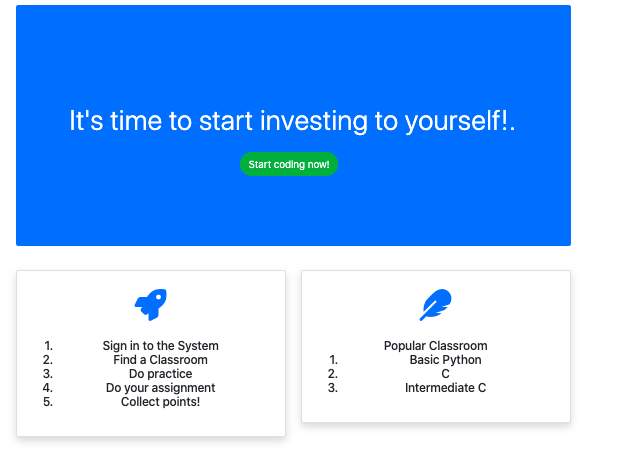 It's time to start investing to yourself!.
Start coding now!
1. Sign in to the System
2. Find a Classroom
3. Do practice
4. Do your assignment
5. Collect points!
Popular Classroom
1. Basic Python
2. C
3. Intermediate C